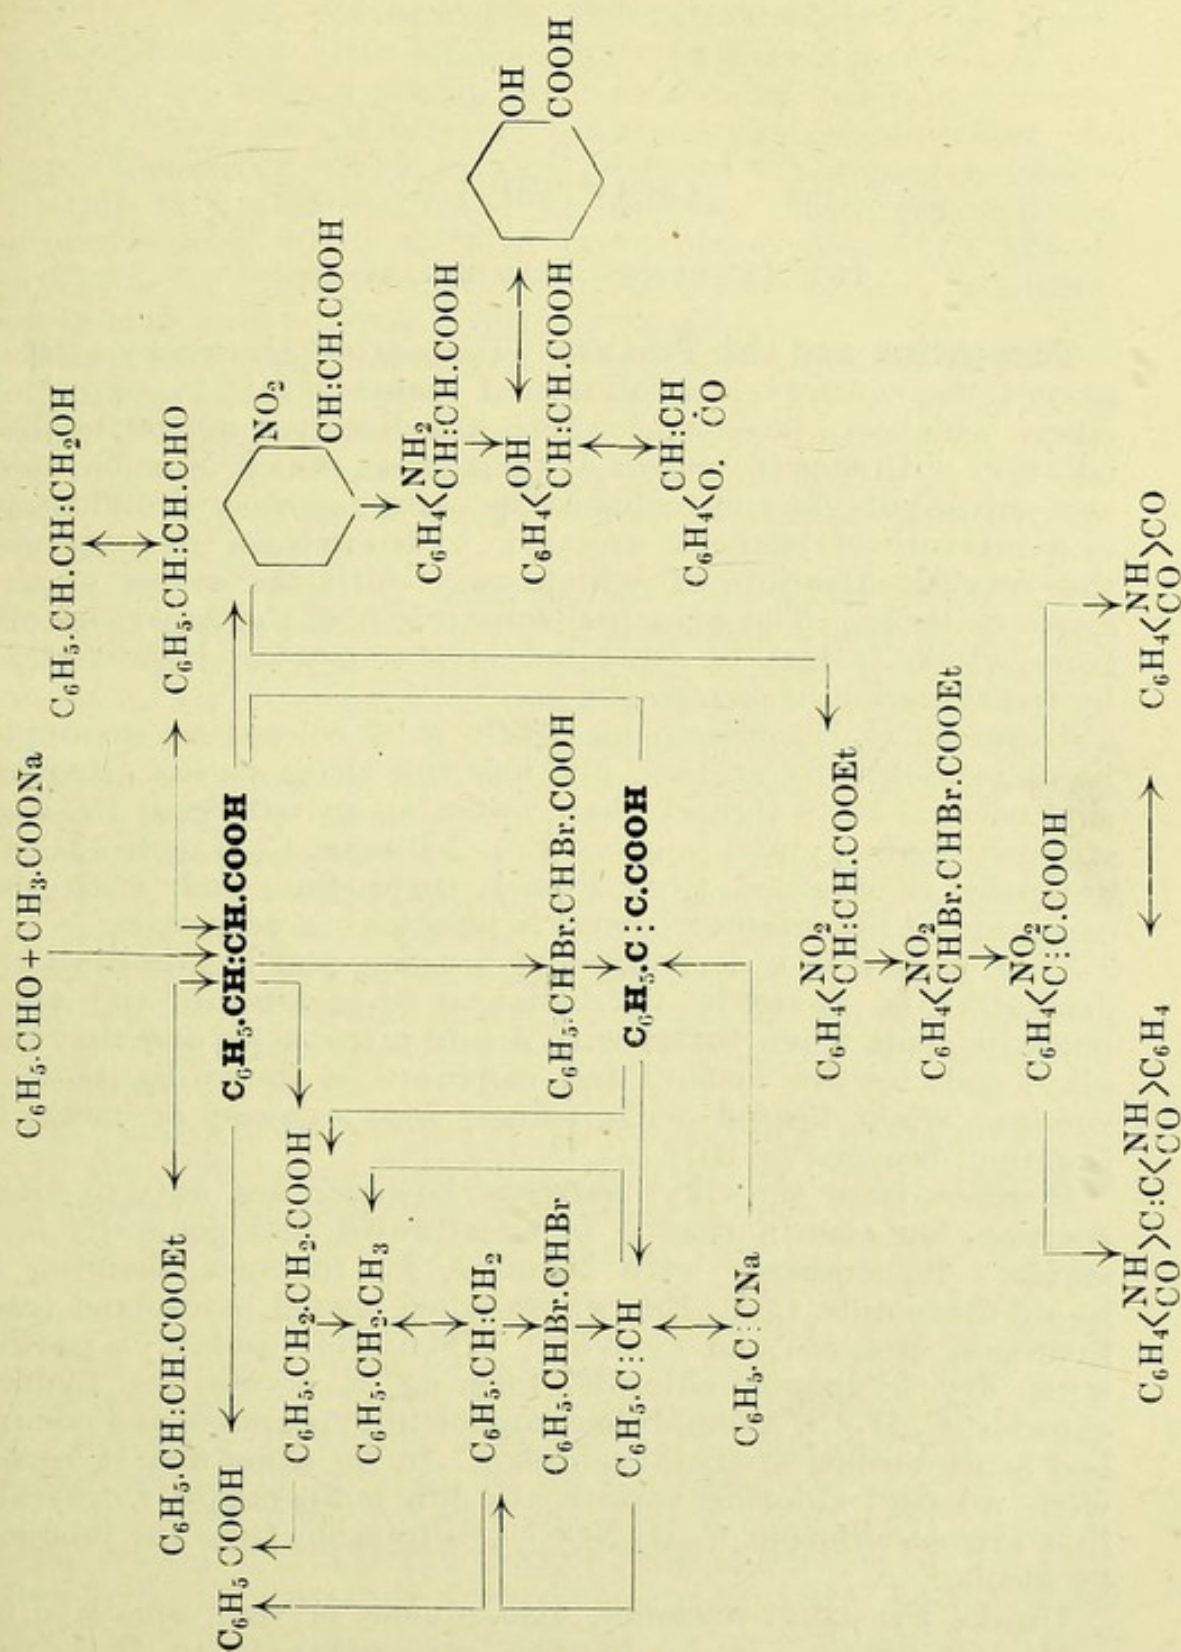 C₆H₅.CHO+CH₃.COONa
C₆H₅.CH.CH:CH₂OH
C₆H₅.CH:CH.COOEt
C₆H₅.CH:CH.CHO
C₆H₅ COOH
C₆H₅.CH:CH.COOH
NO₂
CH:CH.COOH
C₆H₅.CH₂.CH₂.COOH
C₆H₅.CH₂.CH₃
C₆H₄<NH₂
CH:CH.COOH
C₆H₅.CH:CH₂
C₆H₄<OH
CH:CH.COOH
OH
COOH
C₆H₅.CHBr.CHBr
C₆H₅.CHBr.CHBr.COOH
C₆H₅.C⫶CH
C₆H₅.C⫶C.COOH
C₆H₄<CH:CH
O. CO
C₆H₅.C⫶CNa
C₆H₄<NO₂
CH:CH.COOEt
C₆H₄<NO₂
CHBr.CHBr.COOEt
C₆H₄<NO₂
C⫶C.COOH
C₆H₄<NH
CO>C:C<NH
CO>C₆H₄
C₆H₄<NH
CO>CO